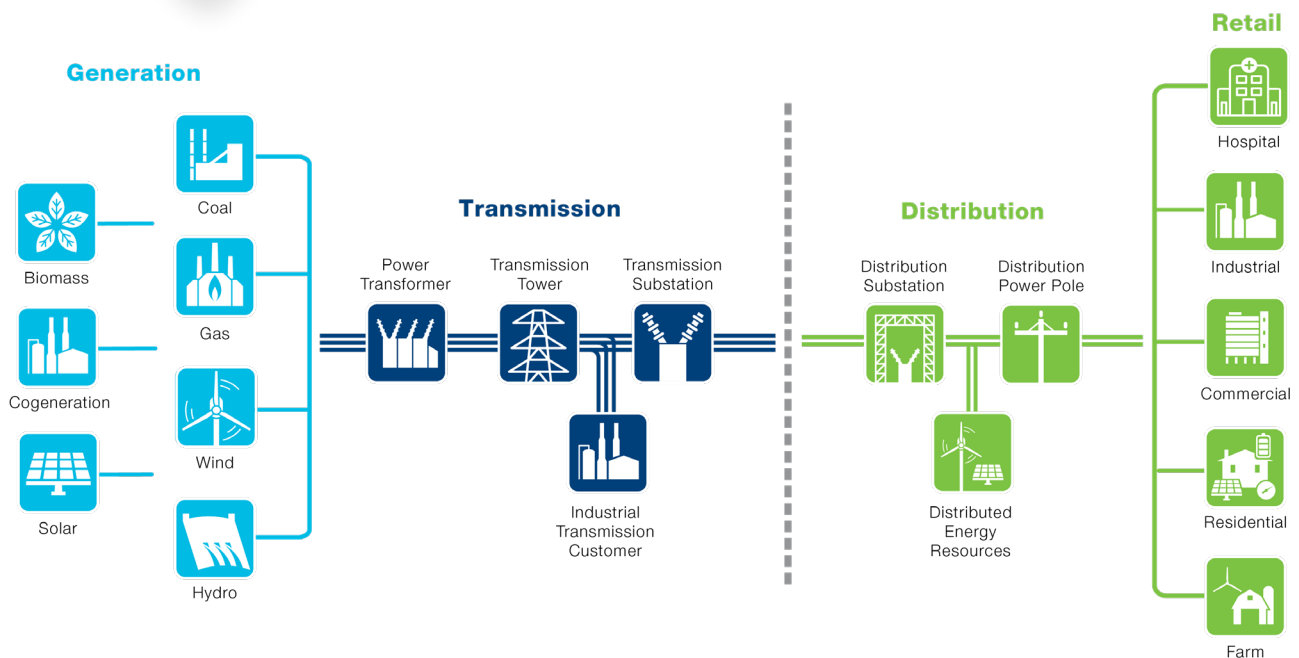 Generation
Biomass
Cogeneration
Solar
Coal
Gas
Wind
Hydro
Transmission
Power
Transformer
Transmission
Tower
Transmission
Substation
Industrial
Transmission
Customer
Distribution
Distribution
Substation
Distribution
Power Pole
Distributed
Energy
Resources
Retail
Hospital
Industrial
Commercial
Residential
Farm